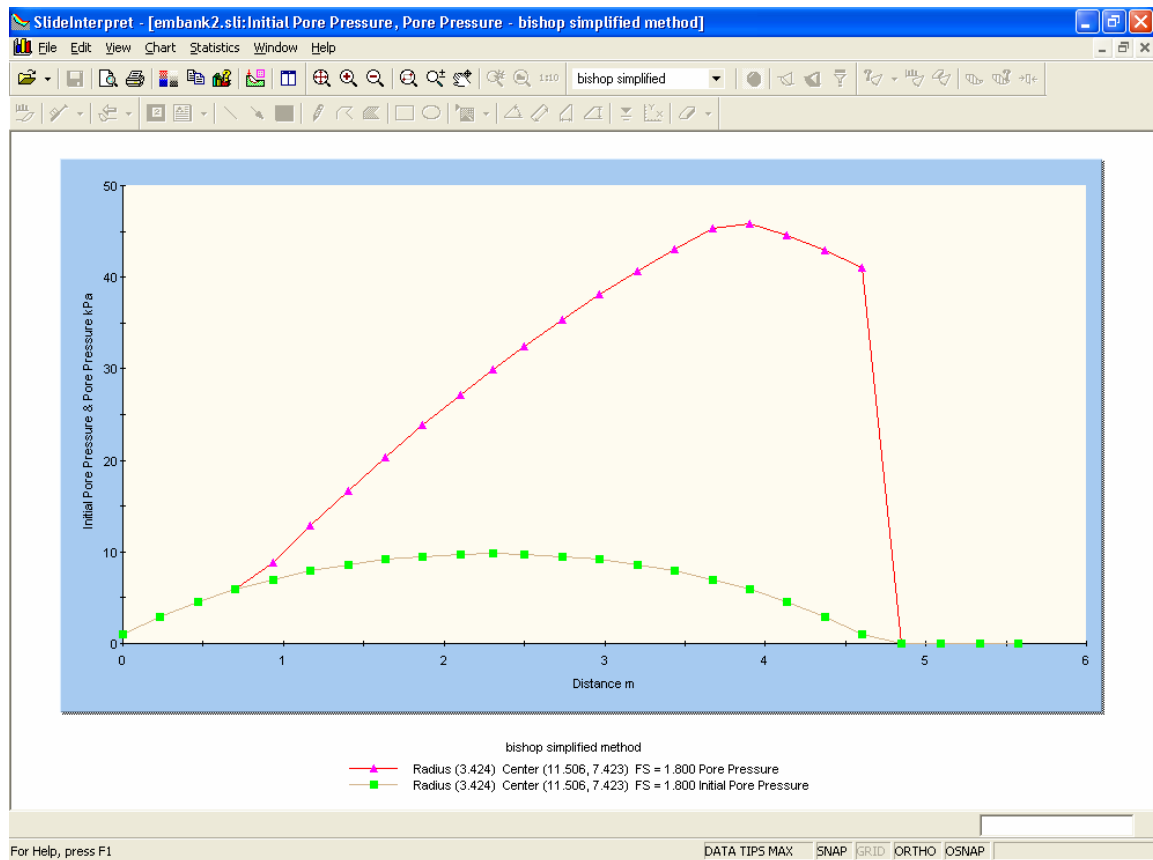 SlideInterpret - [embank2.sli:Initial Pore Pressure, Pore Pressure - bishop simplified method]
File Edit View Chart Statistics Window Help
1:10 bishop simplified
50
40
30
20
10
0
Initial Pore Pressure & Pore Pressure kPa
0 1 2 3 4 5 6
Distance m
bishop simplified method
Radius (3.424) Center (11.506, 7.423) FS = 1.800 Pore Pressure
Radius (3.424) Center (11.506, 7.423) FS = 1.800 Initial Pore Pressure
For Help, press F1 DATA TIPS MAX SNAP GRID ORTHO OSNAP